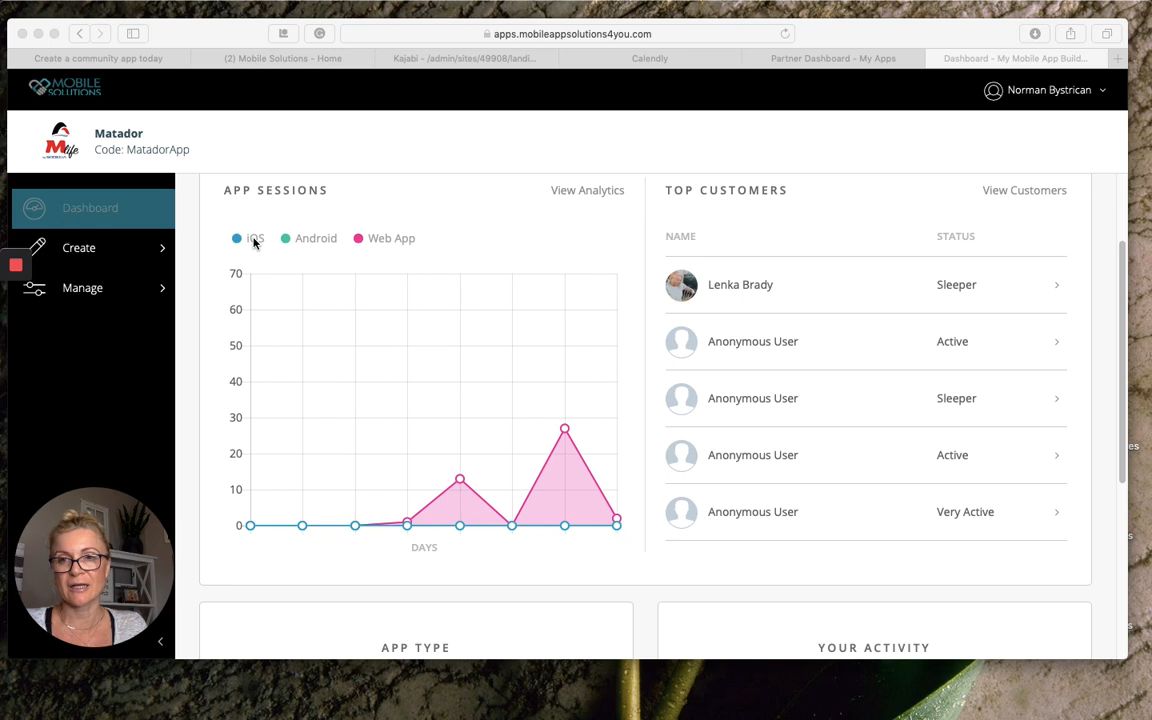 apps.mobileappsolutions4you.com
Create a community app today
(2) Mobile Solutions - Home
Kajabi - /admin/sites/49908/landi...
Calendly
Partner Dashboard - My Apps
Dashboard - My Mobile App Build...
MOBILE SOLUTIONS
Norman Bystrican
Mlife
Matador
Code: MatadorApp
Dashboard
Create
Manage
APP SESSIONS
View Analytics
iOS
Android
Web App
70
60
50
40
30
20
10
0
DAYS
TOP CUSTOMERS
View Customers
NAME
STATUS
Lenka Brady
Sleeper
Anonymous User
Active
Anonymous User
Sleeper
Anonymous User
Active
Anonymous User
Very Active
APP TYPE
YOUR ACTIVITY